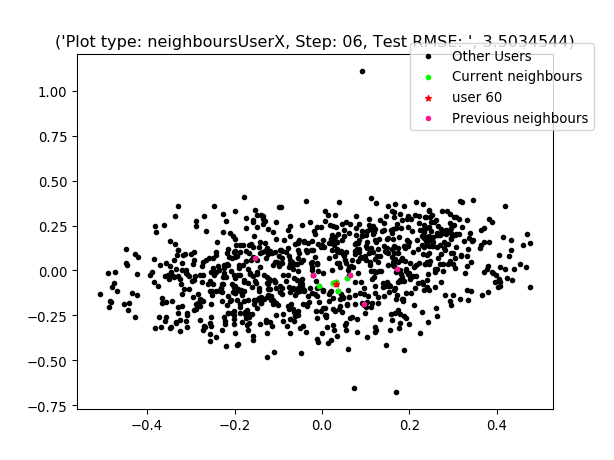 ('Plot type: neighboursUserX, Step: 06, Test RMSE: ', 3.5034544)
Other Users
Current neighbours
user 60
Previous neighbours
1.00
0.75
0.50
0.25
0.00
−0.25
−0.50
−0.75
−0.4
−0.2
0.0
0.2
0.4